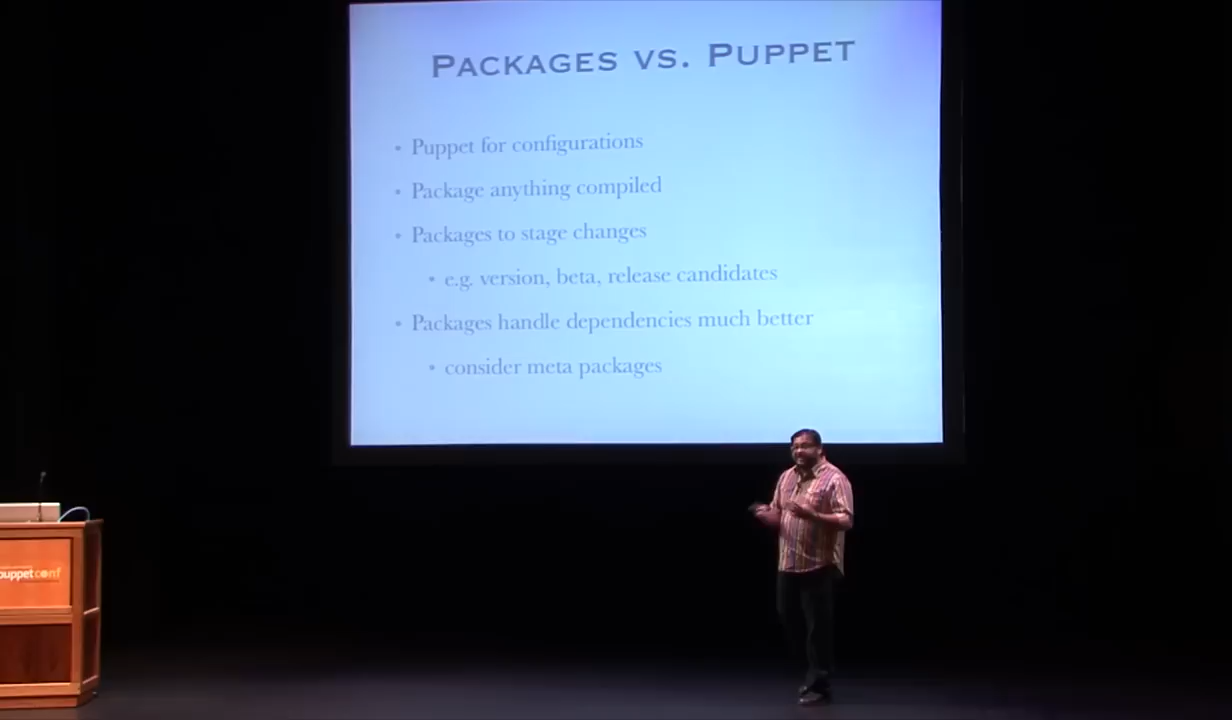 PACKAGES VS. PUPPET
• Puppet for configurations
• Package anything compiled
• Packages to stage changes
• e.g. version, beta, release candidates
• Packages handle dependencies much better
• consider meta packages
puppetconf